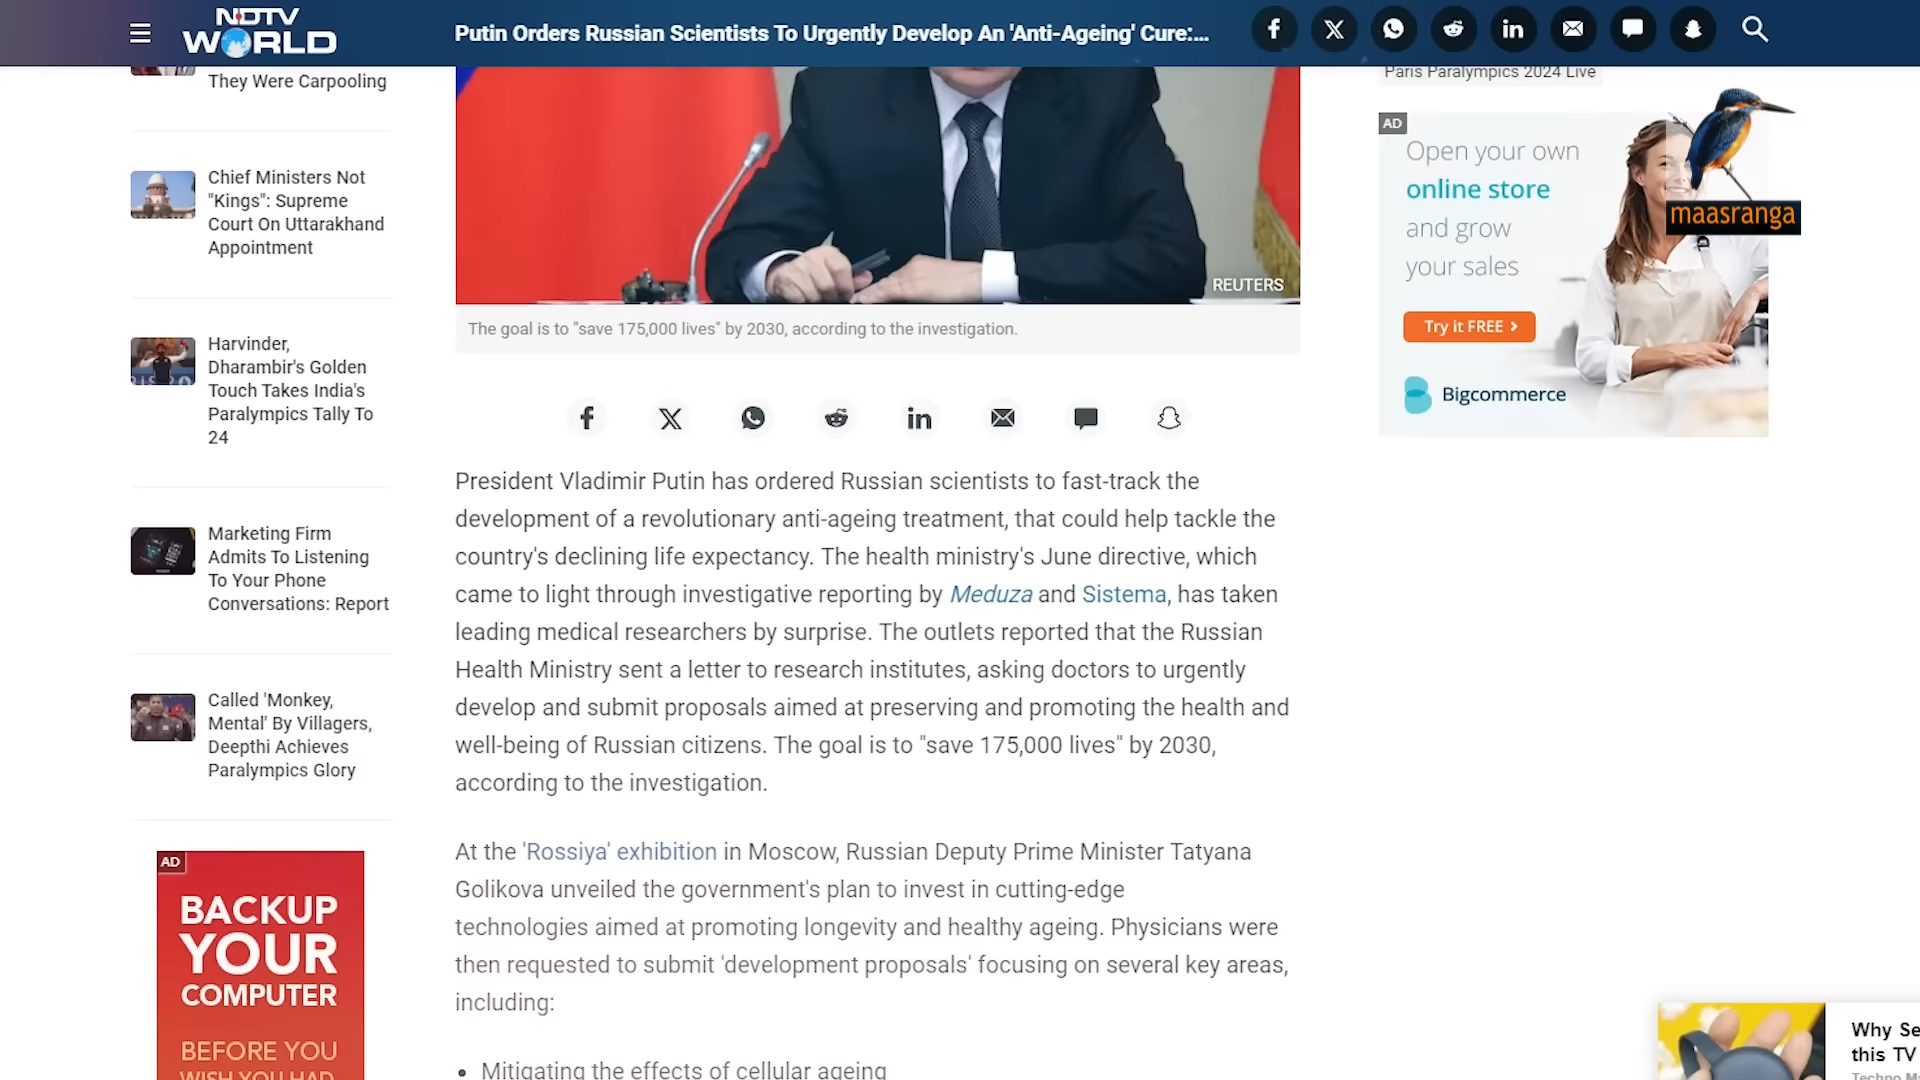 NDTV
WORLD
Putin Orders Russian Scientists To Urgently Develop An 'Anti-Ageing' Cure:...
They Were Carpooling
Chief Ministers Not
"Kings": Supreme
Court On Uttarakhand
Appointment
Harvinder,
Dharambir's Golden
Touch Takes India's
Paralympics Tally To
24
Marketing Firm
Admits To Listening
To Your Phone
Conversations: Report
Called 'Monkey,
Mental' By Villagers,
Deepthi Achieves
Paralympics Glory
AD
BACKUP
YOUR
COMPUTER
BEFORE YOU
WISH YOU HAD
REUTERS
The goal is to "save 175,000 lives" by 2030, according to the investigation.
President Vladimir Putin has ordered Russian scientists to fast-track the
development of a revolutionary anti-ageing treatment, that could help tackle the
country's declining life expectancy. The health ministry's June directive, which
came to light through investigative reporting by Meduza and Sistema, has taken
leading medical researchers by surprise. The outlets reported that the Russian
Health Ministry sent a letter to research institutes, asking doctors to urgently
develop and submit proposals aimed at preserving and promoting the health and
well-being of Russian citizens. The goal is to "save 175,000 lives" by 2030,
according to the investigation.
At the 'Rossiya' exhibition in Moscow, Russian Deputy Prime Minister Tatyana
Golikova unveiled the government's plan to invest in cutting-edge
technologies aimed at promoting longevity and healthy ageing. Physicians were
then requested to submit 'development proposals' focusing on several key areas,
including:
• Mitigating the effects of cellular ageing
Paris Paralympics 2024 Live
AD
Open your own
online store
and grow
your sales
Try it FREE >
Bigcommerce
maasranga
Why Se
this TV
Techno M